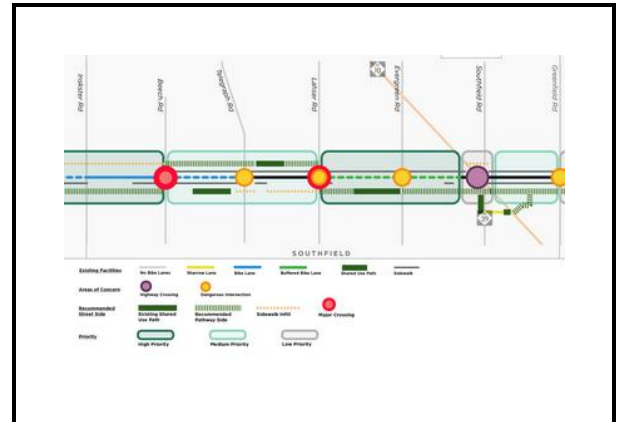 Inkster Rd
Beech Rd
Telegraph Rd
Lahser Rd
Evergreen Rd
Southfield Rd
Greenfield Rd
10
39
SOUTHFIELD
Existing Facilities
No Bike Lanes
Sharrow Lane
Bike Lane
Buffered Bike Lane
Shared Use Path
Sidewalk
Areas of Concern
Highway Crossing
Dangerous Intersection
Recommended
Street Side
Existing Shared
Use Path
Recommended
Pathway Side
Sidewalk Infill
Major Crossing
Priority
High Priority
Medium Priority
Low Priority